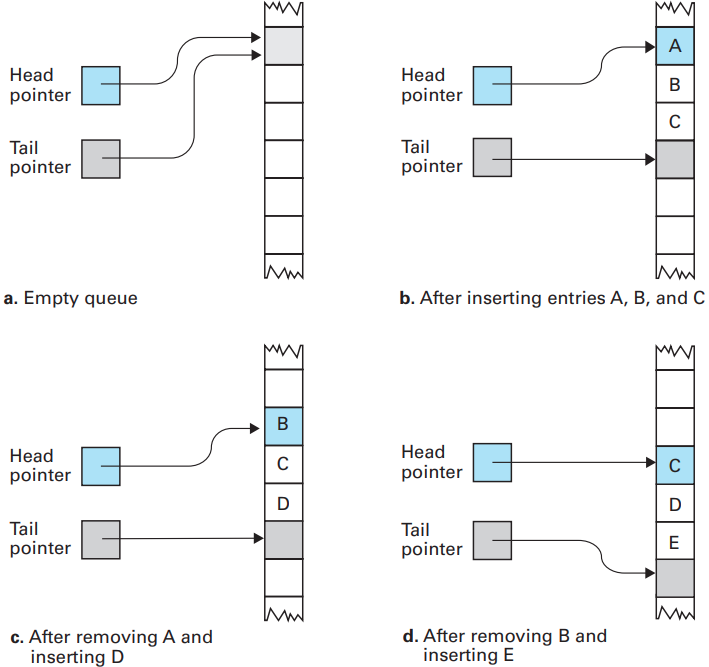 Head
pointer
Tail
pointer
a. Empty queue
Head
pointer
Tail
pointer
A
B
C
b. After inserting entries A, B, and C
Head
pointer
Tail
pointer
B
C
D
c. After removing A and
inserting D
Head
pointer
Tail
pointer
C
D
E
d. After removing B and
inserting E